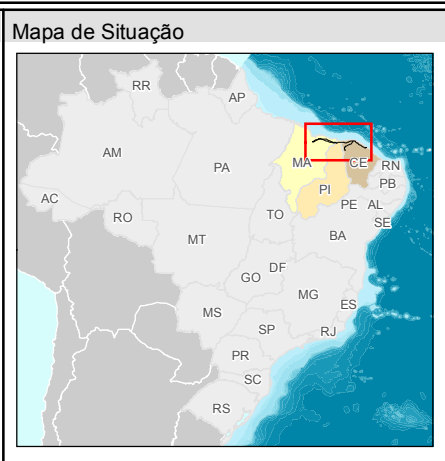 Mapa de Situação
RR
AP
AM
PA
MA
CE
RN
PB
PI
AC
PE
AL
TO
SE
RO
BA
MT
DF
GO
MG
ES
MS
SP
RJ
PR
SC
RS